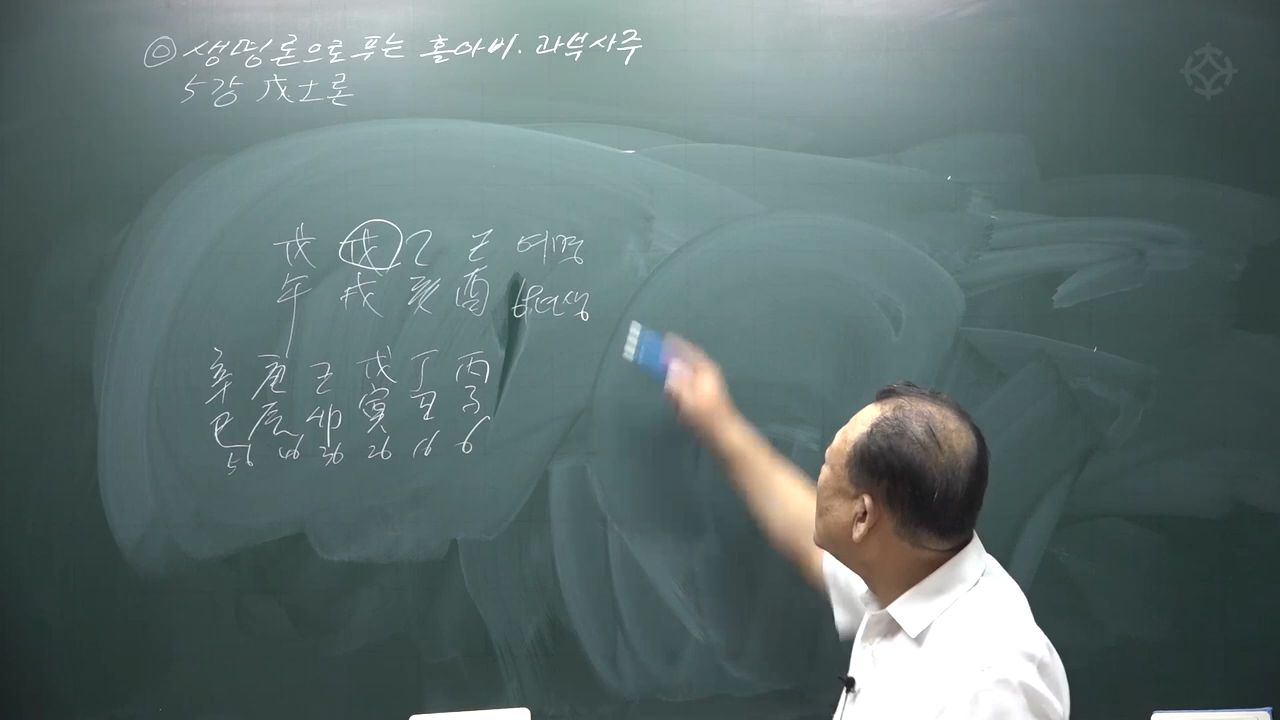 ◎ 생명론으로 푸는 홀아비. 과부사주
5강 戊土론
戊 戊 乙 己 여명
午 戌 亥 酉
辛 庚 己 戊 丁 丙
巳 辰 卯 寅 丑 子
56 46 36 26 16 6